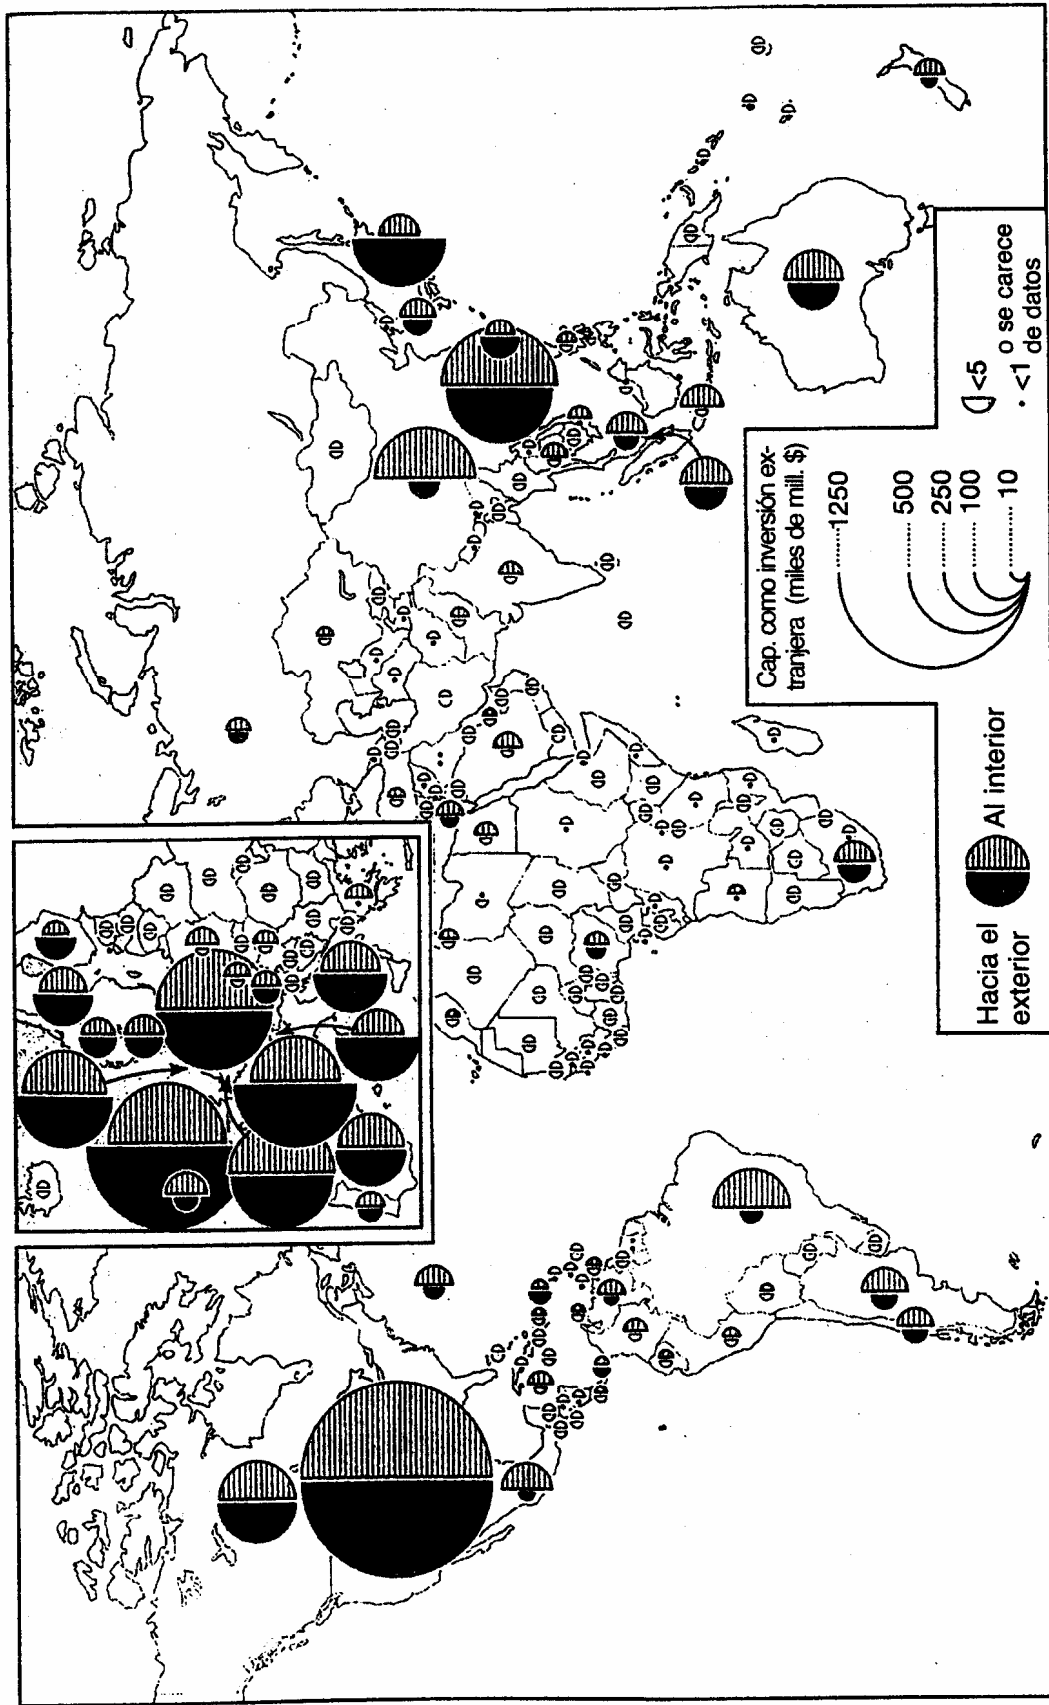 Cap. como inversión ex-
tranjera (miles de mill. $)
1250
500
250
100
10
<5
<1
o se carece
de datos
Hacia el
exterior
Al interior